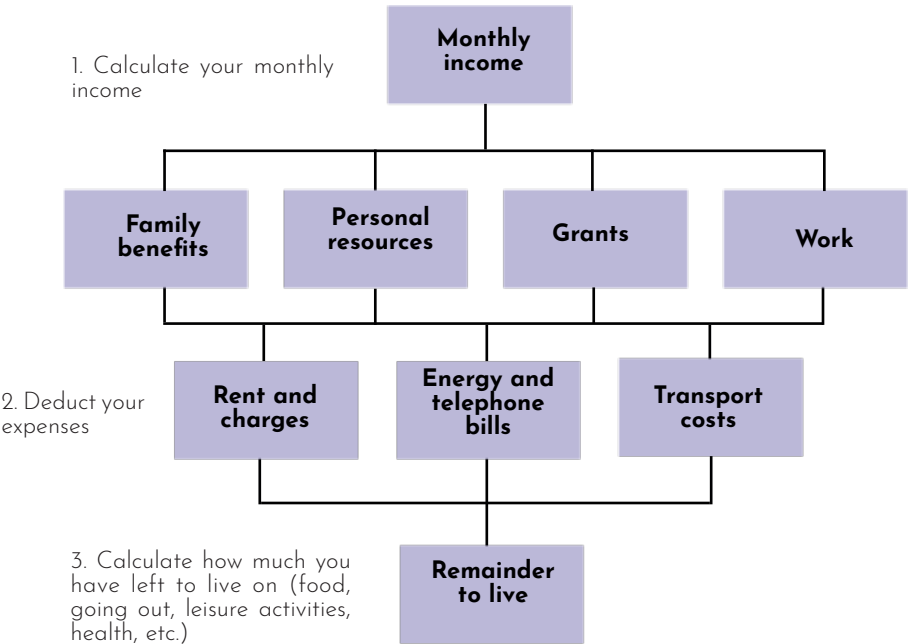 Monthly
income
1. Calculate your monthly
income
Family
benefits
Personal
resources
Grants
Work
2. Deduct your
expenses
Rent and
charges
Energy and
telephone
bills
Transport
costs
3. Calculate how much you
have left to live on (food,
going out, leisure activities,
health, etc.)
Remainder
to live